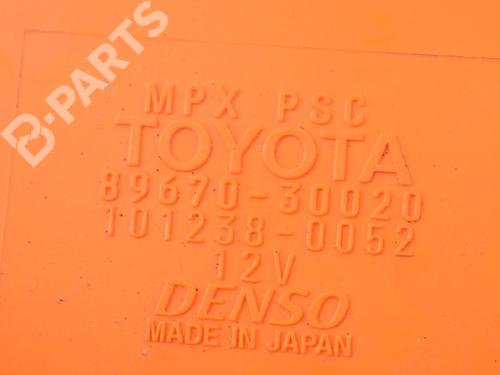 B-PARTS
MPX PSC
TOYOTA
89670-30020
101238-0052
12V
DENSO
MADE IN JAPAN